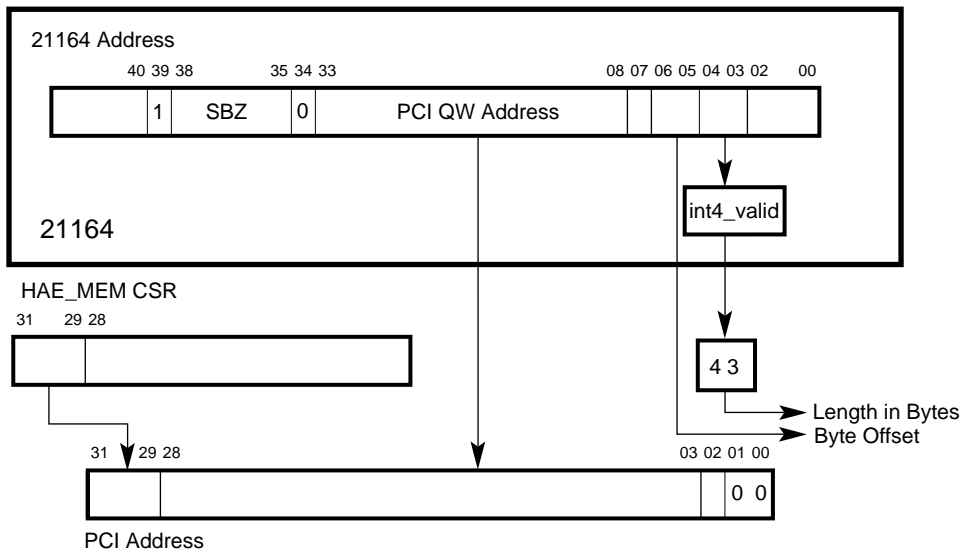 21164 Address
40 39 38 35 34 33 08 07 06 05 04 03 02 00
1 SBZ 0 PCI QW Address
int4_valid
21164
HAE_MEM CSR
31 29 28
4 3
Length in Bytes
Byte Offset
31 29 28 03 02 01 00
0 0
PCI Address